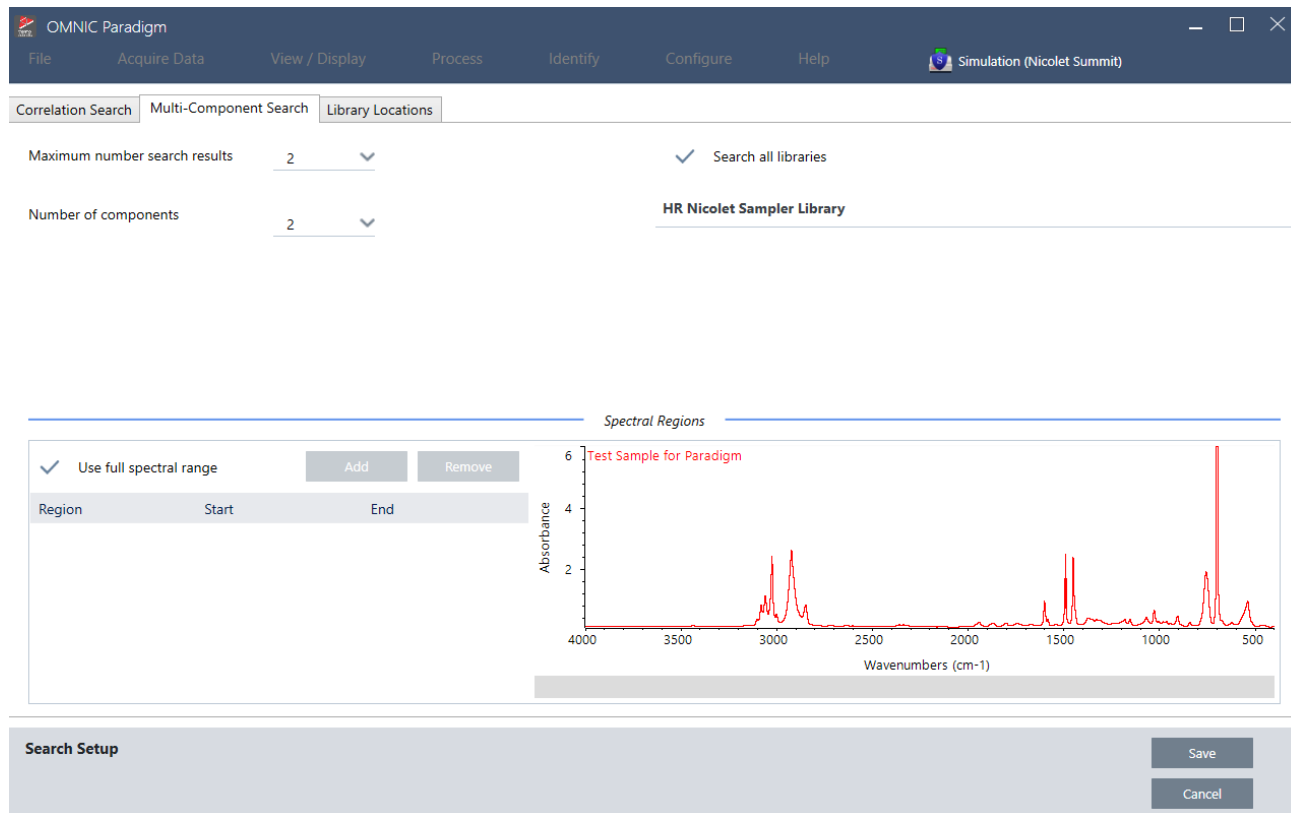 OMNIC Paradigm
File Acquire Data View / Display Process Identify Configure Help Simulation (Nicolet Summit)
Correlation Search Multi-Component Search Library Locations
Maximum number search results 2 Search all libraries
Number of components 2 HR Nicolet Sampler Library
Spectral Regions
Use full spectral range Add Remove
Region Start End
Test Sample for Paradigm
6
4
2
Absorbance
4000 3500 3000 2500 2000 1500 1000 500
Wavenumbers (cm-1)
Search Setup
Save
Cancel